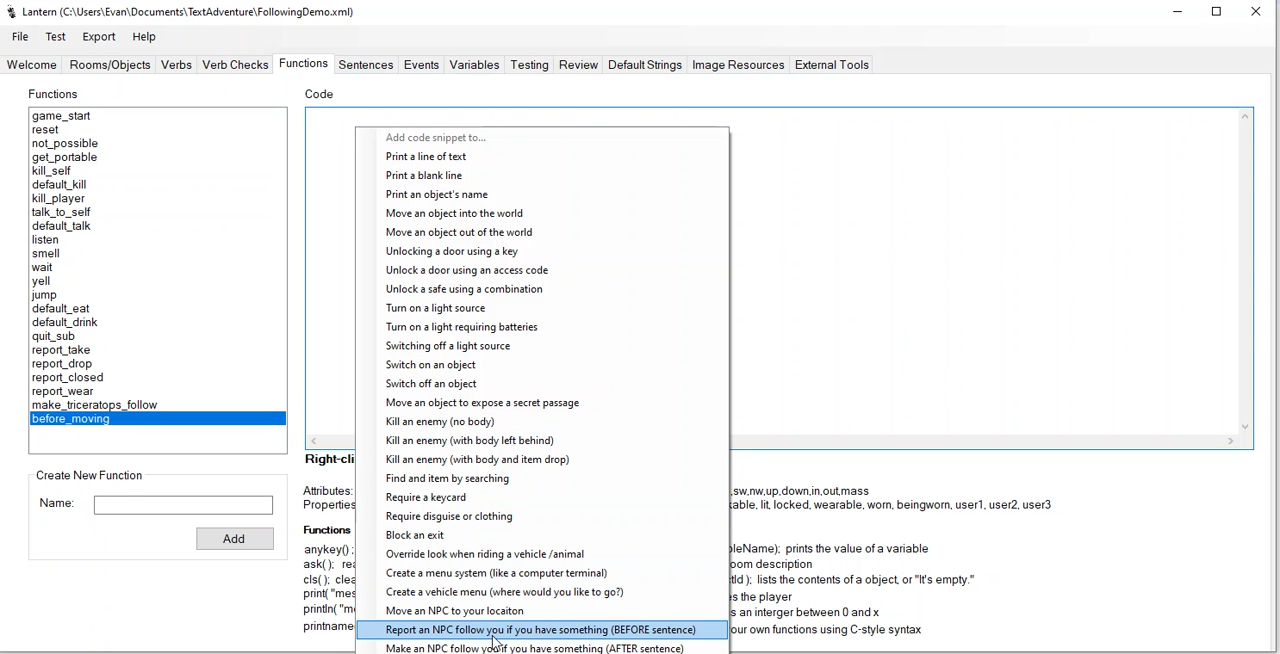 Lantern (C:\Users\Evan\Documents\TextAdventure\FollowingDemo.xml)
File Test Export Help
Welcome Rooms/Objects Verbs Verb Checks Functions Sentences Events Variables Testing Review Default Strings Image Resources External Tools
Functions
game_start
reset
not_possible
get_portable
kill_self
default_kill
kill_player
talk_to_self
default_talk
listen
smell
wait
yell
jump
default_eat
default_drink
quit_sub
report_take
report_drop
report_closed
report_wear
make_triceratops_follow
before_moving
Create New Function
Name:
Add
Code
Add code snippet to...
Print a line of text
Print a blank line
Print an object's name
Move an object into the world
Move an object out of the world
Unlocking a door using a key
Unlock a door using an access code
Unlock a safe using a combination
Turn on a light source
Turn on a light requiring batteries
Switching off a light source
Switch on an object
Switch off an object
Move an object to expose a secret passage
Kill an enemy (no body)
Kill an enemy (with body left behind)
Kill an enemy (with body and item drop)
Find and item by searching
Require a keycard
Require disguise or clothing
Block an exit
Override look when riding a vehicle /animal
Create a menu system (like a computer terminal)
Create a vehicle menu (where would you like to go?)
Move an NPC to your locaiton
Report an NPC follow you if you have something (BEFORE sentence)
Make an NPC follow you if you have something (AFTER sentence)
Right-cli
Attributes: ,sw,nw,up,down,in,out,mass
Properties kable, lit, locked, wearable, worn, beingworn, user1, user2, user3
Functions
anykey() ; bleName); prints the value of a variable
ask( ); rea oom description
cls( ); clea ctId ); lists the contents of a object, or "It's empty."
print( "mes es the player
println( "me is an interger between 0 and x
printname your own functions using C-style syntax